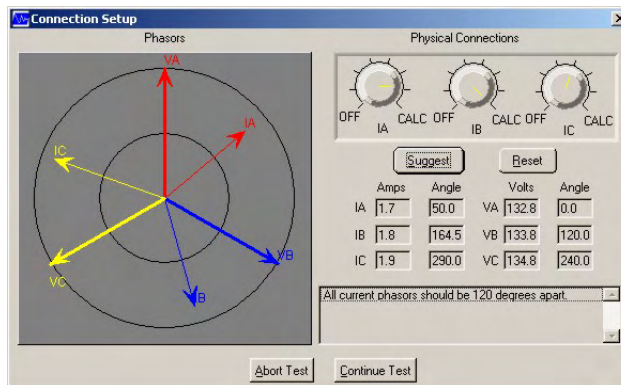 Connection Setup
Phasors
VA
IA
IC
VC
IB
VB
Physical Connections
OFF IA CALC OFF IB CALC OFF IC CALC
Suggest Reset
Amps Angle Volts Angle
IA 1.7 50.0 VA 132.8 0.0
IB 1.8 164.5 VB 133.8 120.0
IC 1.9 290.0 VC 134.8 240.0
All current phasors should be 120 degrees apart.
Abort Test Continue Test